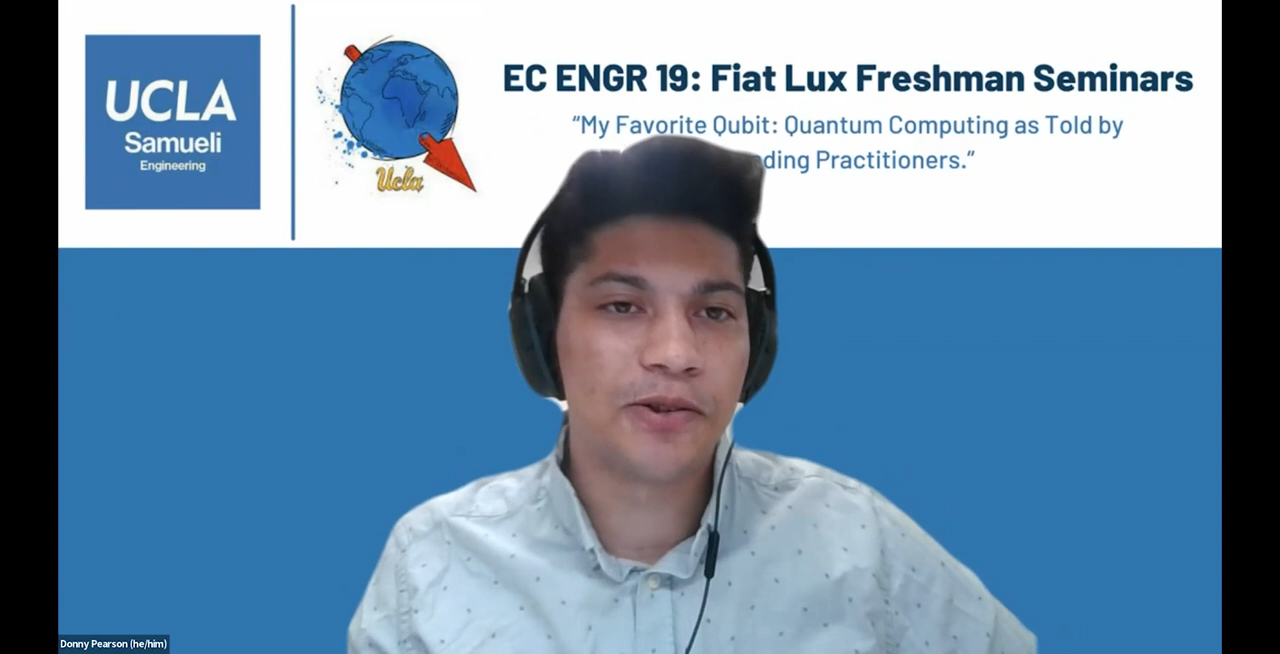 UCLA
Samueli
Engineering
Ucla
EC ENGR 19: Fiat Lux Freshman Seminars
“My Favorite Qubit: Quantum Computing as Told by
ding Practitioners.”
Donny Pearson (he/him)